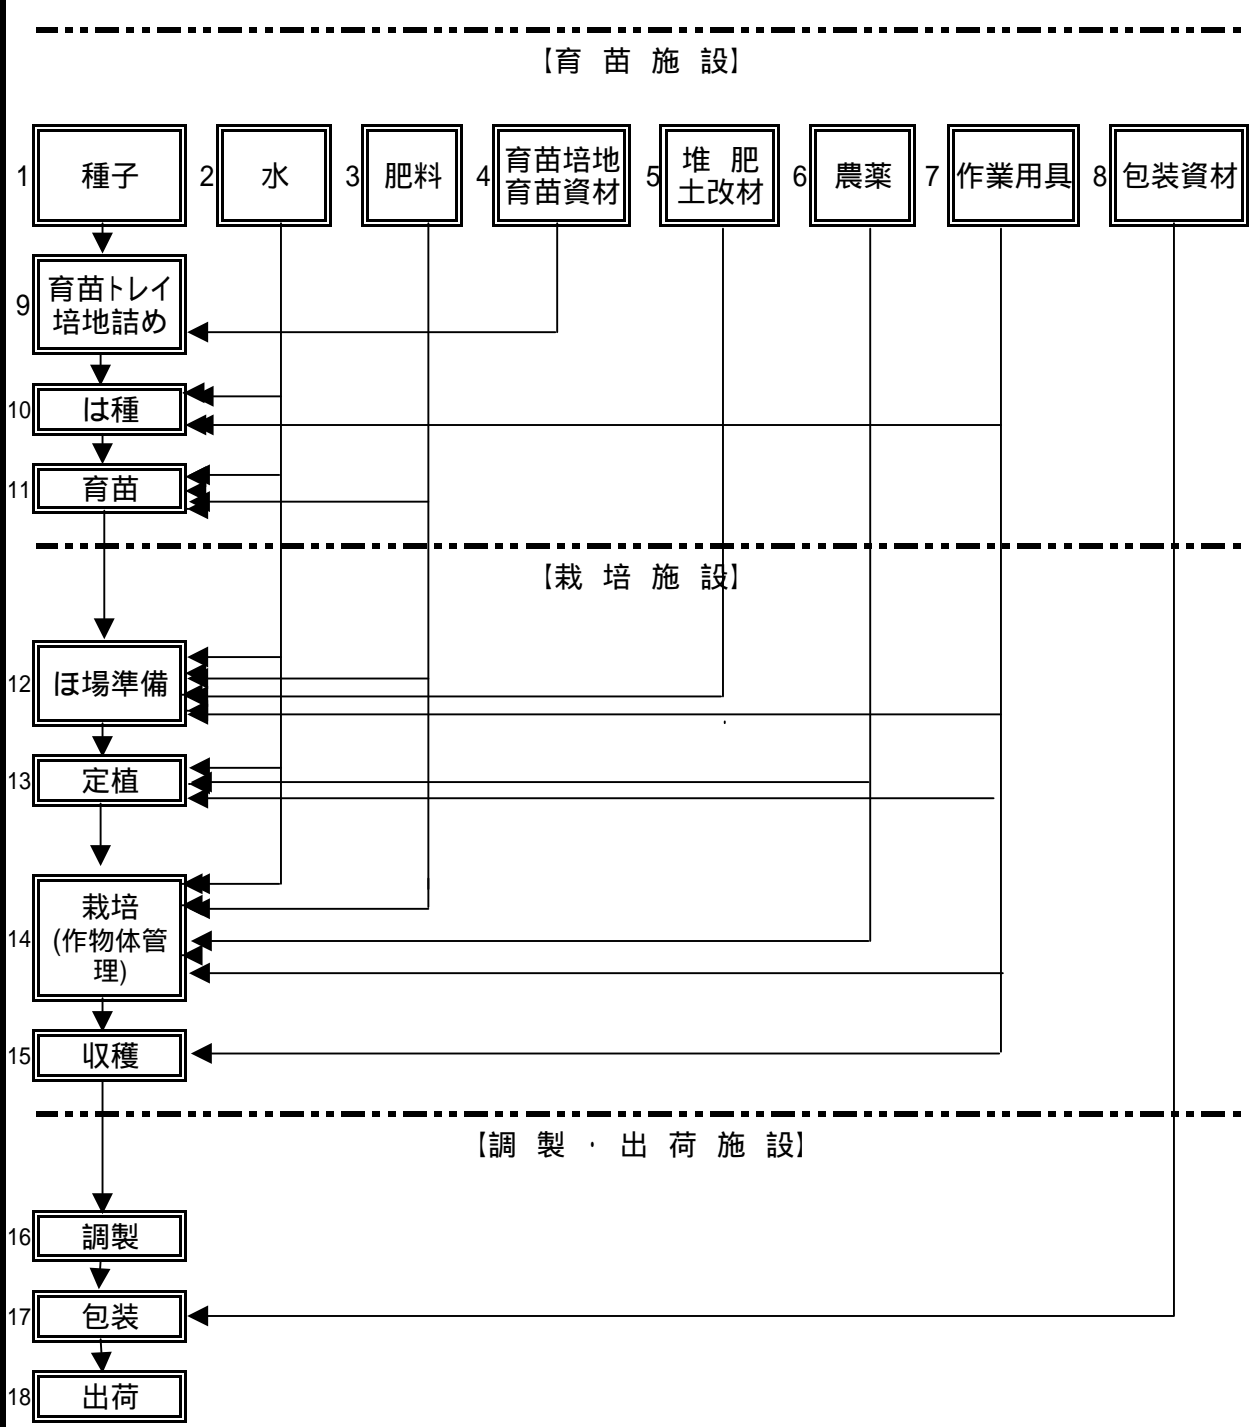 【育 苗 施 設】
1 種子
2 水
3 肥料
4 育苗培地
育苗資材
5 堆 肥
土改材
6 農薬
7 作業用具
8 包装資材
9 育苗トレイ
培地詰め
10 は種
11 育苗
【栽 培 施 設】
12 ほ場準備
13 定植
14 栽培
(作物体管
理)
15 収穫
【調 製 ・ 出 荷 施 設】
16 調製
17 包装
18 出荷